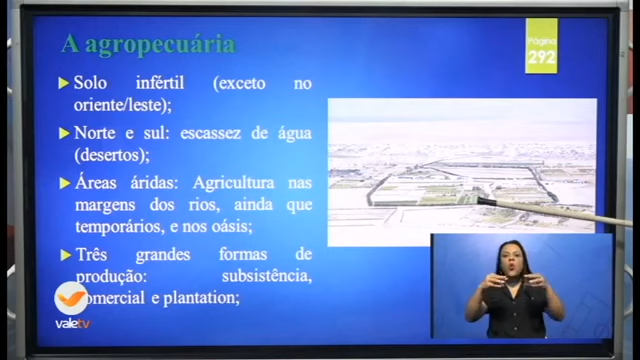 A agropecuária
Página
292
Solo infértil (exceto no
oriente/leste);
Norte e sul: escassez de água
(desertos);
Áreas áridas: Agricultura nas
margens dos rios, ainda que
temporários, e nos oásis;
Três grandes formas de
produção: subsistência,
comercial e plantation;
valetv